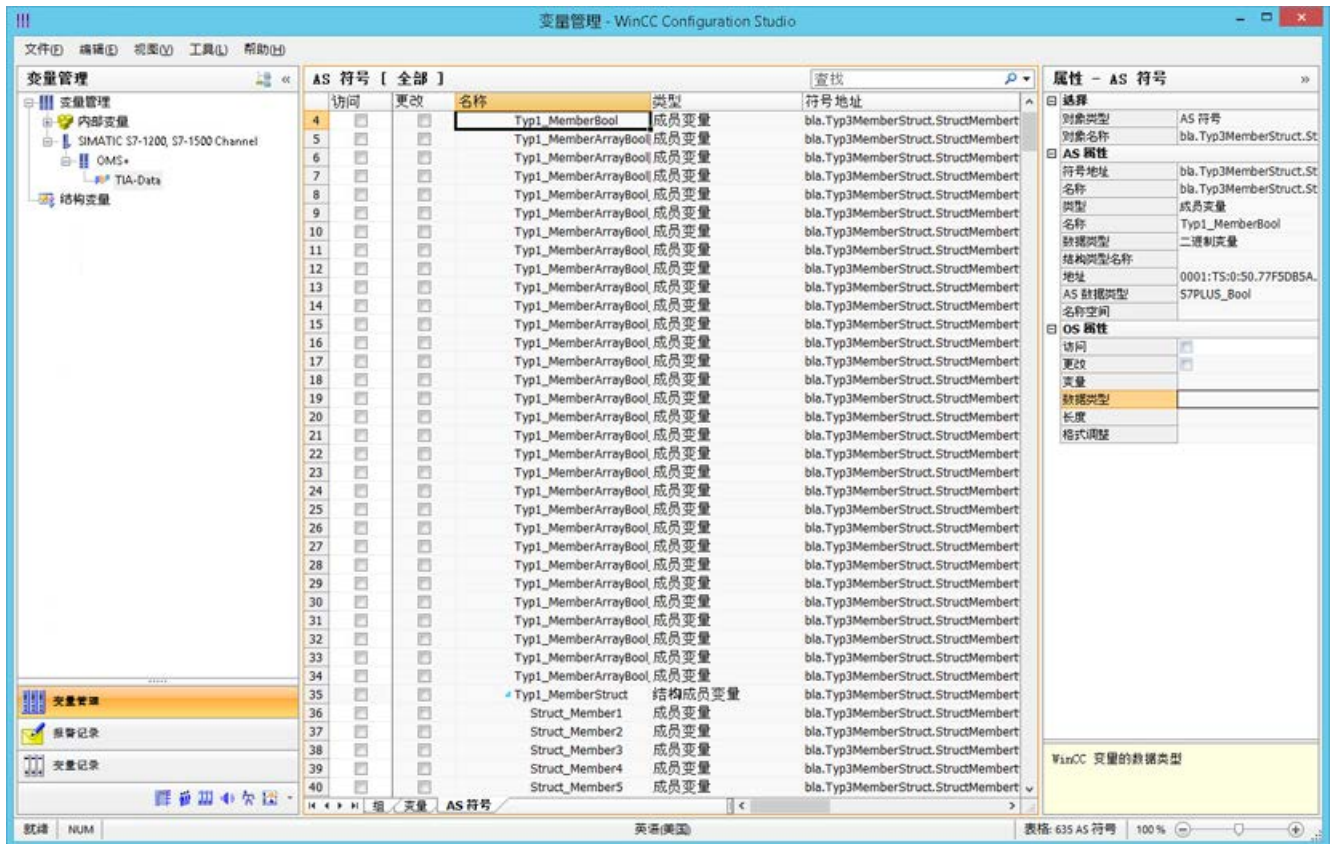 变量管理 - WinCC Configuration Studio
文件(F) 编辑(E) 视图(V) 工具(L) 帮助(H)
变量管理 «
变量管理
内部变量
SIMATIC S7-1200, S7-1500 Channel
OMS+
TIA-Data
结构变量
变量管理
报警记录
变量记录
AS 符号 [ 全部 ] 查找
访问 更改 名称 类型 符号地址
4 Typ1_MemberBool 成员变量 bla.Typ3MemberStruct.StructMembert
5 Typ1_MemberArrayBool 成员变量 bla.Typ3MemberStruct.StructMembert
6 Typ1_MemberArrayBool 成员变量 bla.Typ3MemberStruct.StructMembert
7 Typ1_MemberArrayBool 成员变量 bla.Typ3MemberStruct.StructMembert
8 Typ1_MemberArrayBool 成员变量 bla.Typ3MemberStruct.StructMembert
9 Typ1_MemberArrayBool 成员变量 bla.Typ3MemberStruct.StructMembert
10 Typ1_MemberArrayBool 成员变量 bla.Typ3MemberStruct.StructMembert
11 Typ1_MemberArrayBool 成员变量 bla.Typ3MemberStruct.StructMembert
12 Typ1_MemberArrayBool 成员变量 bla.Typ3MemberStruct.StructMembert
13 Typ1_MemberArrayBool 成员变量 bla.Typ3MemberStruct.StructMembert
14 Typ1_MemberArrayBool 成员变量 bla.Typ3MemberStruct.StructMembert
15 Typ1_MemberArrayBool 成员变量 bla.Typ3MemberStruct.StructMembert
16 Typ1_MemberArrayBool 成员变量 bla.Typ3MemberStruct.StructMembert
17 Typ1_MemberArrayBool 成员变量 bla.Typ3MemberStruct.StructMembert
18 Typ1_MemberArrayBool 成员变量 bla.Typ3MemberStruct.StructMembert
19 Typ1_MemberArrayBool 成员变量 bla.Typ3MemberStruct.StructMembert
20 Typ1_MemberArrayBool 成员变量 bla.Typ3MemberStruct.StructMembert
21 Typ1_MemberArrayBool 成员变量 bla.Typ3MemberStruct.StructMembert
22 Typ1_MemberArrayBool 成员变量 bla.Typ3MemberStruct.StructMembert
23 Typ1_MemberArrayBool 成员变量 bla.Typ3MemberStruct.StructMembert
24 Typ1_MemberArrayBool 成员变量 bla.Typ3MemberStruct.StructMembert
25 Typ1_MemberArrayBool 成员变量 bla.Typ3MemberStruct.StructMembert
26 Typ1_MemberArrayBool 成员变量 bla.Typ3MemberStruct.StructMembert
27 Typ1_MemberArrayBool 成员变量 bla.Typ3MemberStruct.StructMembert
28 Typ1_MemberArrayBool 成员变量 bla.Typ3MemberStruct.StructMembert
29 Typ1_MemberArrayBool 成员变量 bla.Typ3MemberStruct.StructMembert
30 Typ1_MemberArrayBool 成员变量 bla.Typ3MemberStruct.StructMembert
31 Typ1_MemberArrayBool 成员变量 bla.Typ3MemberStruct.StructMembert
32 Typ1_MemberArrayBool 成员变量 bla.Typ3MemberStruct.StructMembert
33 Typ1_MemberArrayBool 成员变量 bla.Typ3MemberStruct.StructMembert
34 Typ1_MemberArrayBool 成员变量 bla.Typ3MemberStruct.StructMembert
35 Typ1_MemberStruct 结构成员变量 bla.Typ3MemberStruct.StructMembert
36 Struct_Member1 成员变量 bla.Typ3MemberStruct.StructMembert
37 Struct_Member2 成员变量 bla.Typ3MemberStruct.StructMembert
38 Struct_Member3 成员变量 bla.Typ3MemberStruct.StructMembert
39 Struct_Member4 成员变量 bla.Typ3MemberStruct.StructMembert
40 Struct_Member5 成员变量 bla.Typ3MemberStruct.StructMembert
组 变量 AS 符号
属性 - AS 符号 »
选择
对象类型 AS 符号
对象名称 bla.Typ3MemberStruct.St
AS 属性
符号地址 bla.Typ3MemberStruct.St
名称 bla.Typ3MemberStruct.St
类型 成员变量
名称 Typ1_MemberBool
数据类型 二进制变量
结构类型名称
地址 0001:TS:0:50.77F5DB5A.
AS 数据类型 S7PLUS_Bool
名称空间
OS 属性
访问
更改
变量
数据类型
长度
格式调整
WinCC 变量的数据类型
就绪 NUM 英语(美国) 表格: 635 AS 符号 100 %